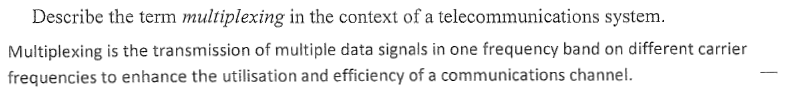 Describe the term multiplexing in the context of a telecommunications system.
Multiplexing is the transmission of multiple data signals in one frequency band on different carrier
frequencies to enhance the utilisation and efficiency of a communications channel.